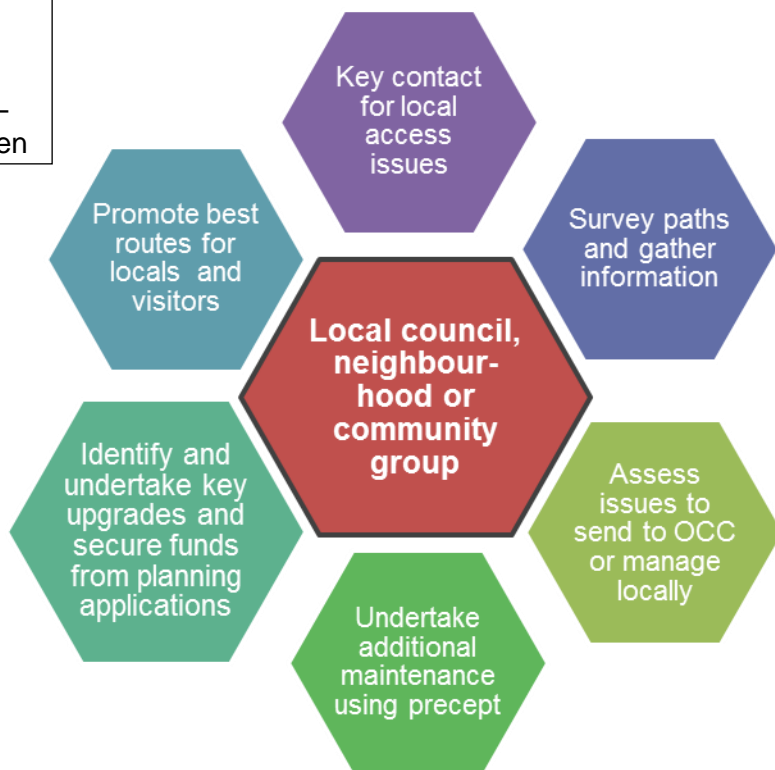 –
en
Key contact
for local
access
issues
Promote best
routes for
locals and
visitors
Survey paths
and gather
information
Local council,
neighbour-
hood or
community
group
Identify and
undertake key
upgrades and
secure funds
from planning
applications
Assess
issues to
send to OCC
or manage
locally
Undertake
additional
maintenance
using precept